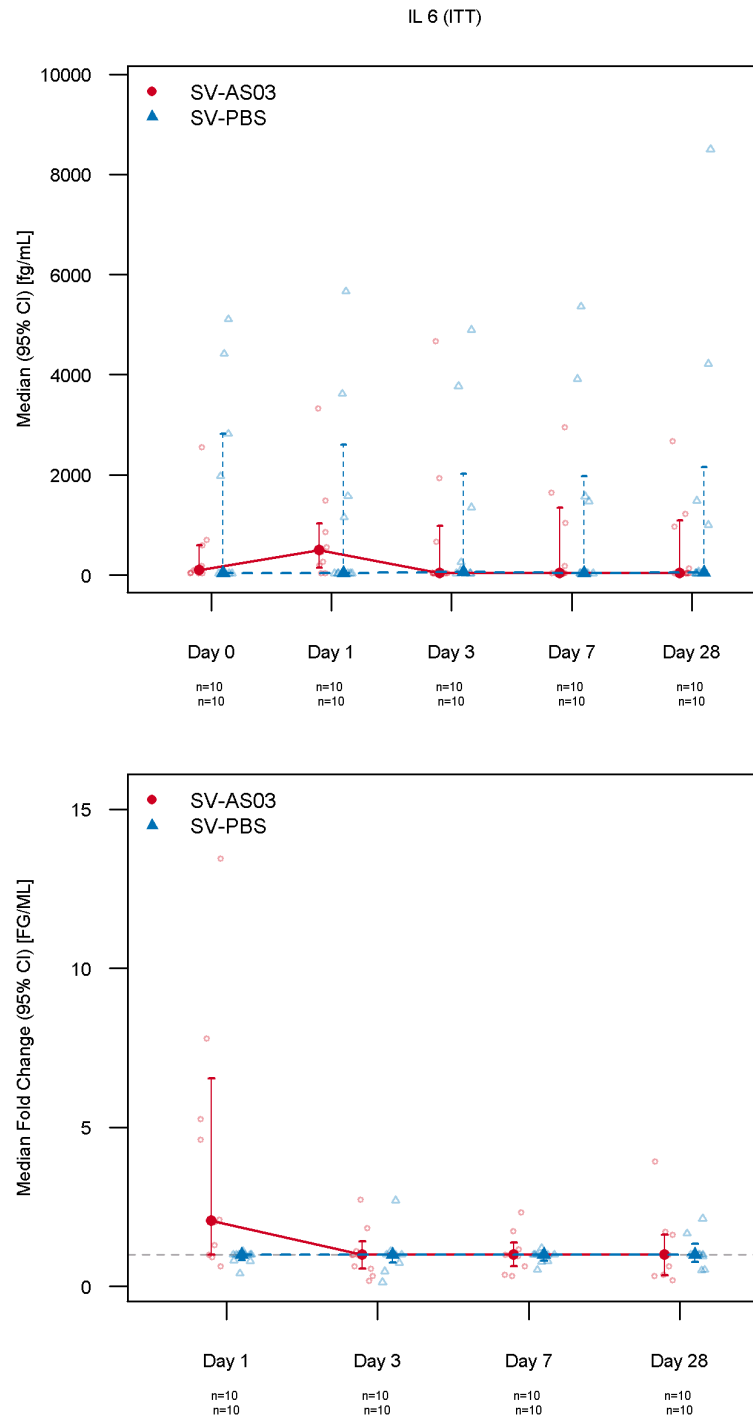 IL 6 (ITT)
10000
8000
6000
4000
2000
0
Median (95% CI) [fg/mL]
SV-AS03
SV-PBS
Day 0 Day 1 Day 3 Day 7 Day 28
n=10 n=10 n=10 n=10 n=10
n=10 n=10 n=10 n=10 n=10
15
10
5
0
Median Fold Change (95% CI) [FG/ML]
SV-AS03
SV-PBS
Day 1 Day 3 Day 7 Day 28
n=10 n=10 n=10 n=10
n=10 n=10 n=10 n=10